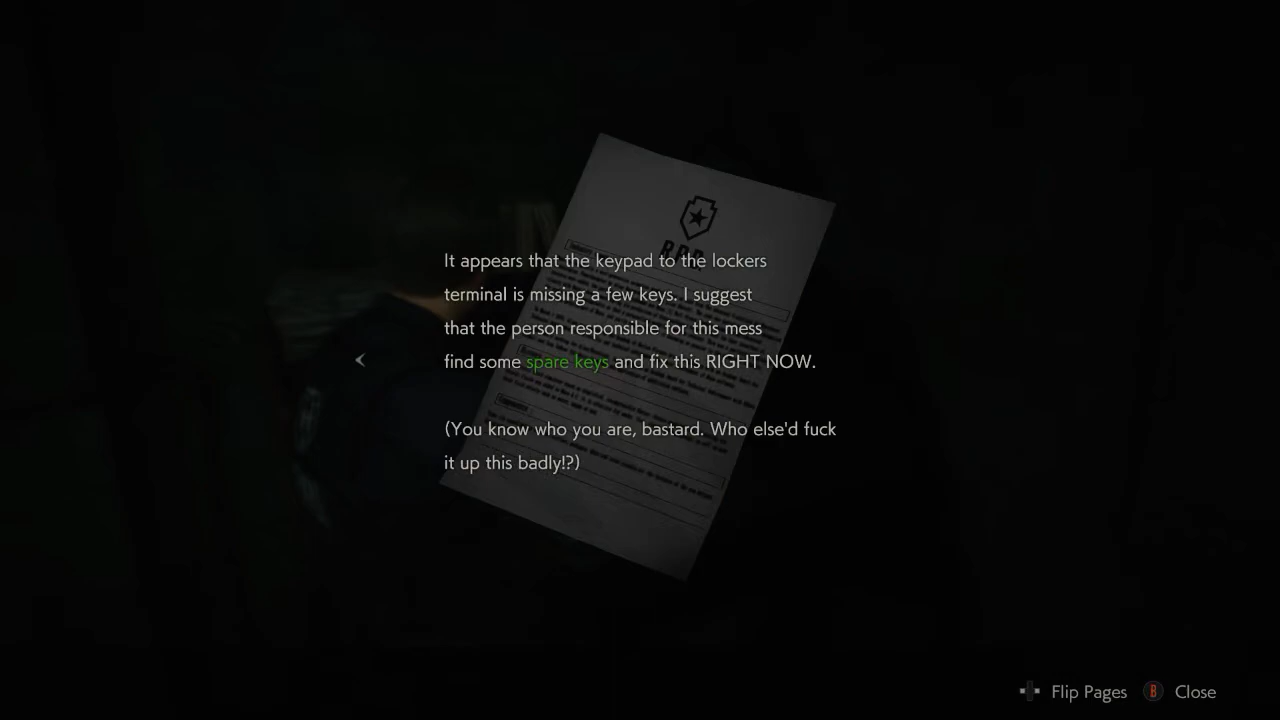 R.P.D.
It appears that the keypad to the lockers
terminal is missing a few keys. I suggest
that the person responsible for this mess
find some spare keys and fix this RIGHT NOW.
(You know who you are, bastard. Who else'd fuck
it up this badly!?)
Flip Pages B Close